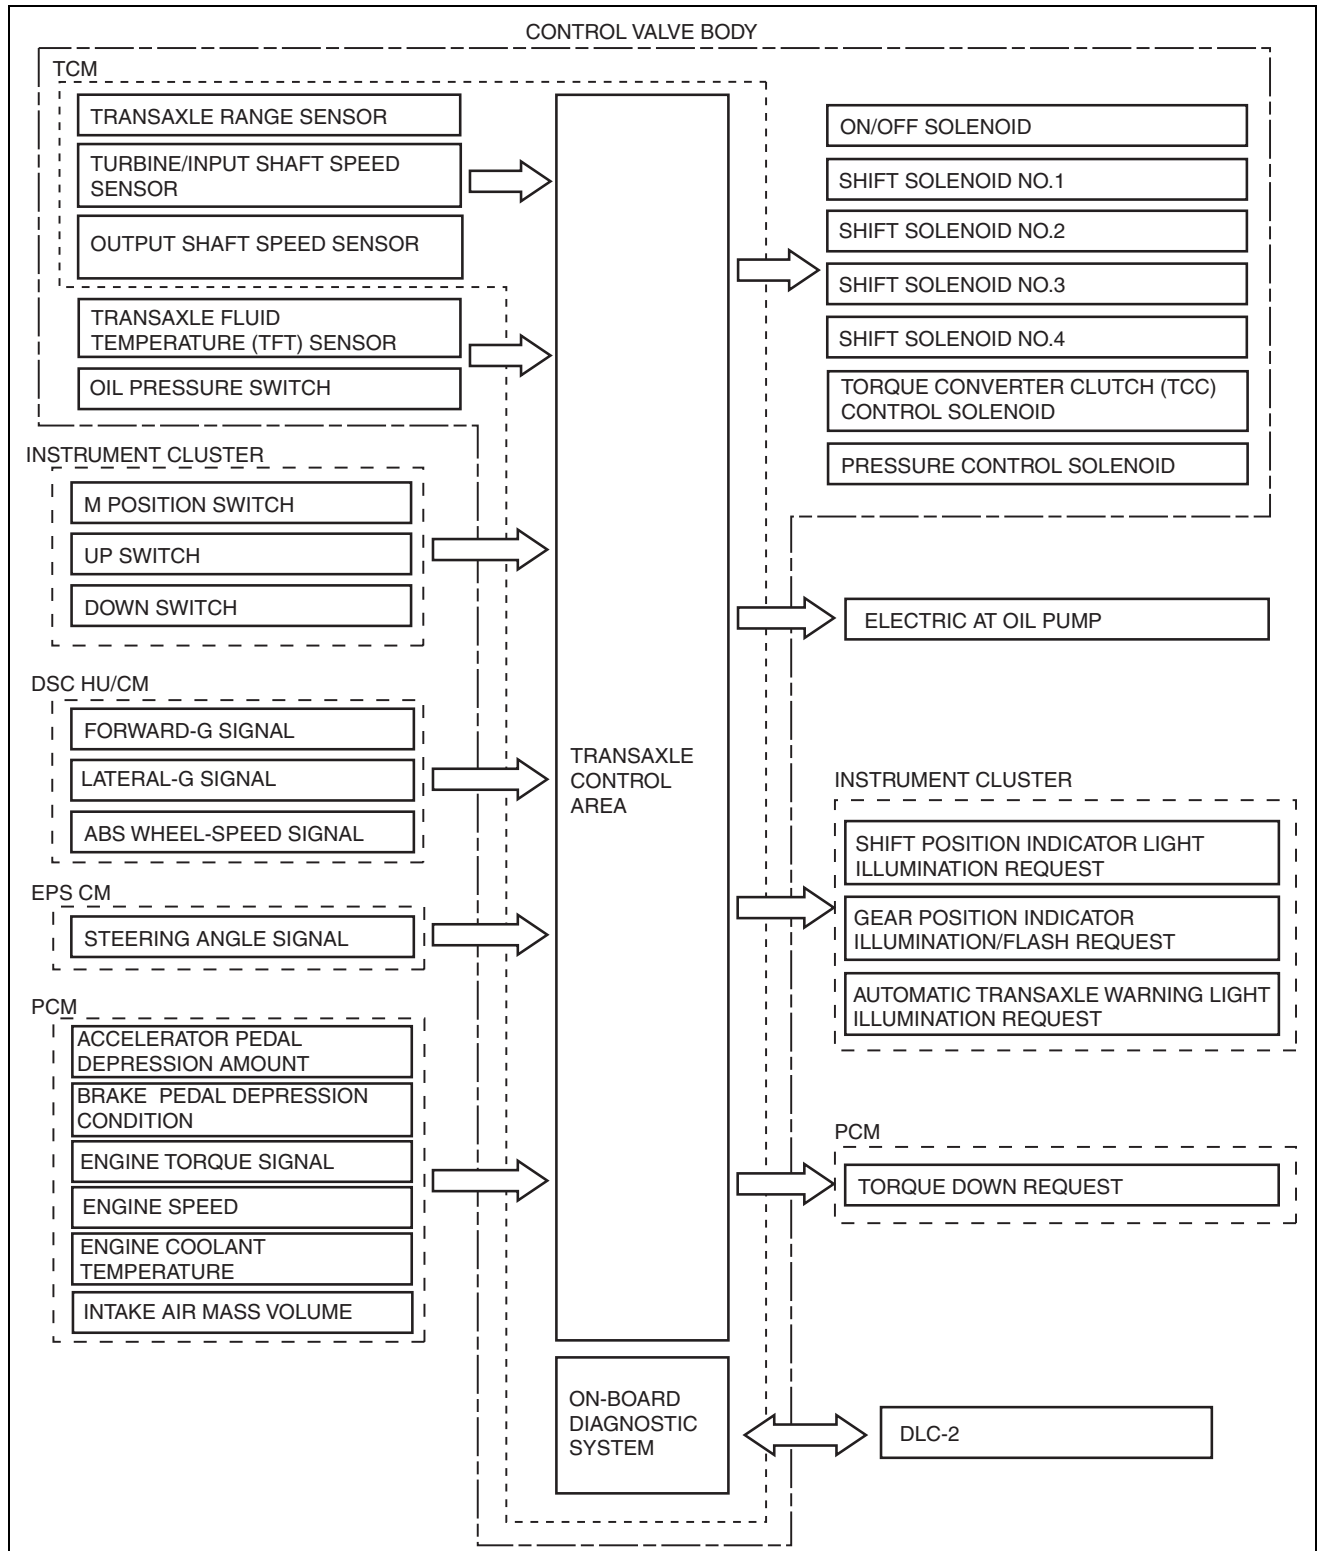 CONTROL VALVE BODY
TCM
TRANSAXLE RANGE SENSOR
TURBINE/INPUT SHAFT SPEED
SENSOR
OUTPUT SHAFT SPEED SENSOR
TRANSAXLE FLUID
TEMPERATURE (TFT) SENSOR
OIL PRESSURE SWITCH
INSTRUMENT CLUSTER
M POSITION SWITCH
UP SWITCH
DOWN SWITCH
DSC HU/CM
FORWARD-G SIGNAL
LATERAL-G SIGNAL
ABS WHEEL-SPEED SIGNAL
EPS CM
STEERING ANGLE SIGNAL
PCM
ACCELERATOR PEDAL
DEPRESSION AMOUNT
BRAKE PEDAL DEPRESSION
CONDITION
ENGINE TORQUE SIGNAL
ENGINE SPEED
ENGINE COOLANT
TEMPERATURE
INTAKE AIR MASS VOLUME
TRANSAXLE
CONTROL
AREA
ON-BOARD
DIAGNOSTIC
SYSTEM
ON/OFF SOLENOID
SHIFT SOLENOID NO.1
SHIFT SOLENOID NO.2
SHIFT SOLENOID NO.3
SHIFT SOLENOID NO.4
TORQUE CONVERTER CLUTCH (TCC)
CONTROL SOLENOID
PRESSURE CONTROL SOLENOID
ELECTRIC AT OIL PUMP
INSTRUMENT CLUSTER
SHIFT POSITION INDICATOR LIGHT
ILLUMINATION REQUEST
GEAR POSITION INDICATOR
ILLUMINATION/FLASH REQUEST
AUTOMATIC TRANSAXLE WARNING LIGHT
ILLUMINATION REQUEST
PCM
TORQUE DOWN REQUEST
DLC-2